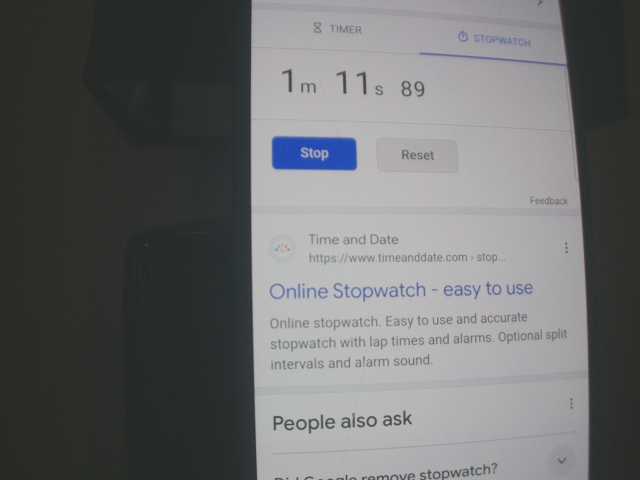 TIMER
STOPWATCH
1m 11s 89
Stop
Reset
Feedback
Time and Date
https://www.timeanddate.com › stop...
Online Stopwatch - easy to use
Online stopwatch. Easy to use and accurate
stopwatch with lap times and alarms. Optional split
intervals and alarm sound.
People also ask
Did Google remove stopwatch?